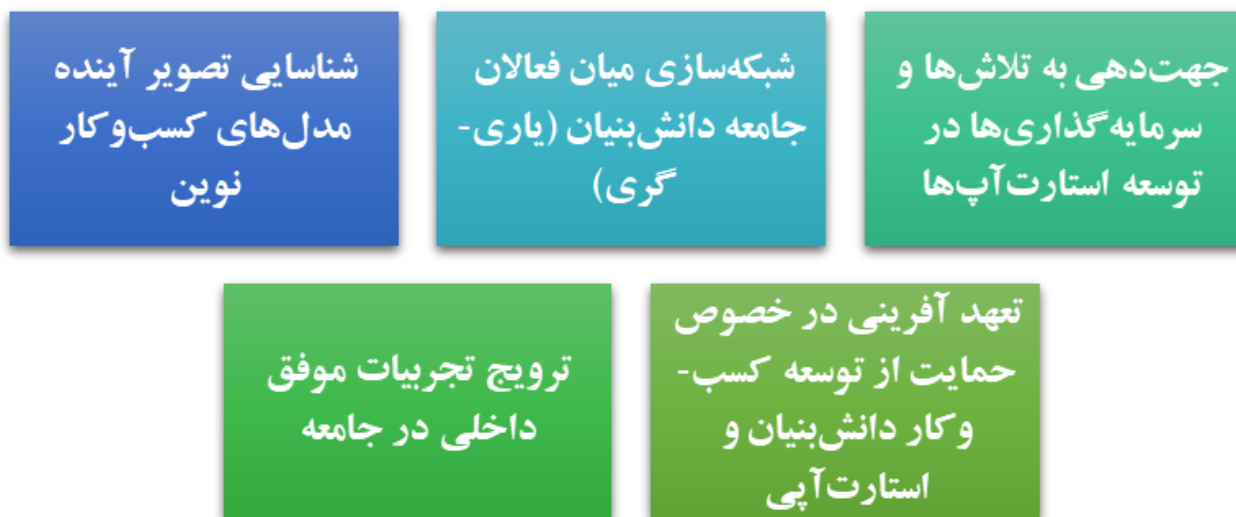 جهت‌دهی به تلاش‌ها و
سرمایه‌گذاری‌ها در
توسعه استارت‌آپ‌ها
شبکه‌سازی میان فعالان
جامعه دانش‌بنیان (یاری-
گری)
شناسایی تصویر آینده
مدل‌های کسب‌وکار
نوین
تعهد آفرینی در خصوص
حمایت از توسعه کسب-
وکار دانش‌بنیان و
استارت‌آپی
ترویج تجربیات موفق
داخلی در جامعه